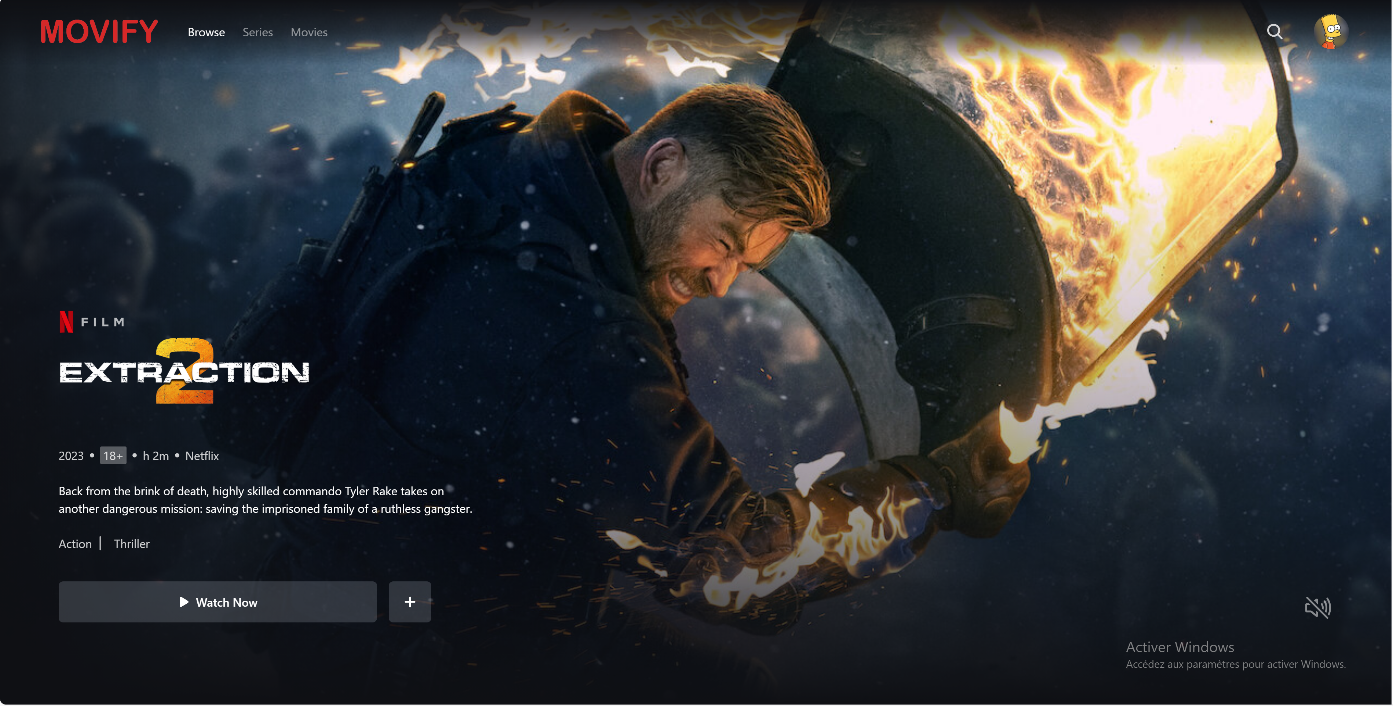 MOVIFY
Browse Series Movies
N FILM
EXTRACTION 2
2023 • 18+ • h 2m • Netflix
Back from the brink of death, highly skilled commando Tyler Rake takes on
another dangerous mission: saving the imprisoned family of a ruthless gangster.
Action | Thriller
Watch Now
+
Activer Windows
Accédez aux paramètres pour activer Windows.